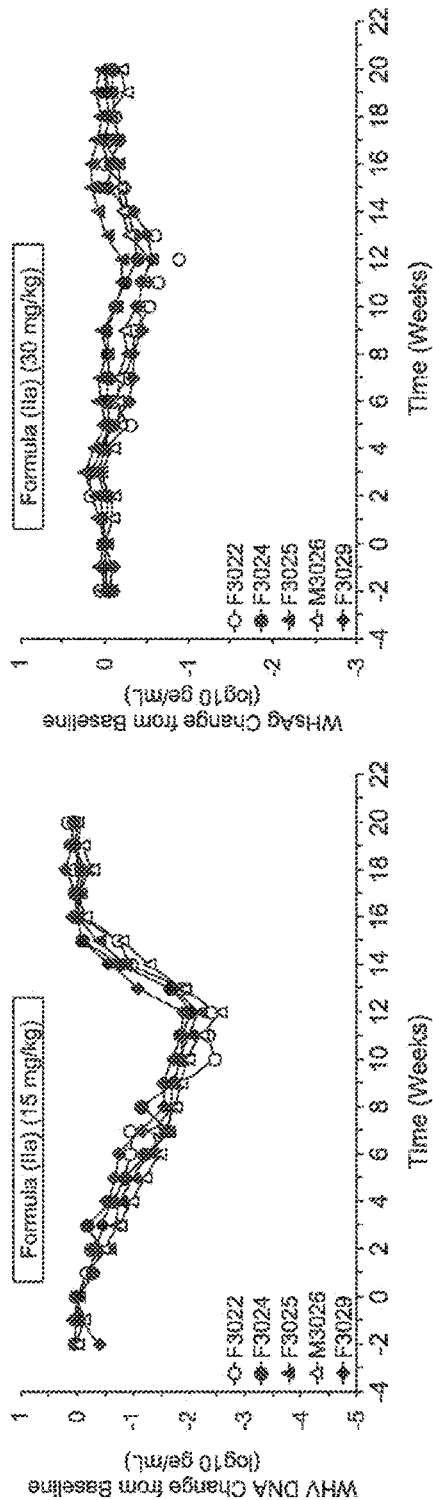 Formula (IIa) (15 mg/kg)
WHV DNA Change from Baseline
(log10 ge/mL)
1
0
-1
-2
-3
-4
-5
F3022
F3024
F3025
M3026
F3029
-4 -2 0 2 4 6 8 10 12 14 16 18 20 22
Time (Weeks)
Formula (IIa) (30 mg/kg)
WHsAg Change from Baseline
(log10 ge/mL)
1
0
-1
-2
-3
F3022
F3024
F3025
M3026
F3029
-4 -2 0 2 4 6 8 10 12 14 16 18 20 22
Time (Weeks)